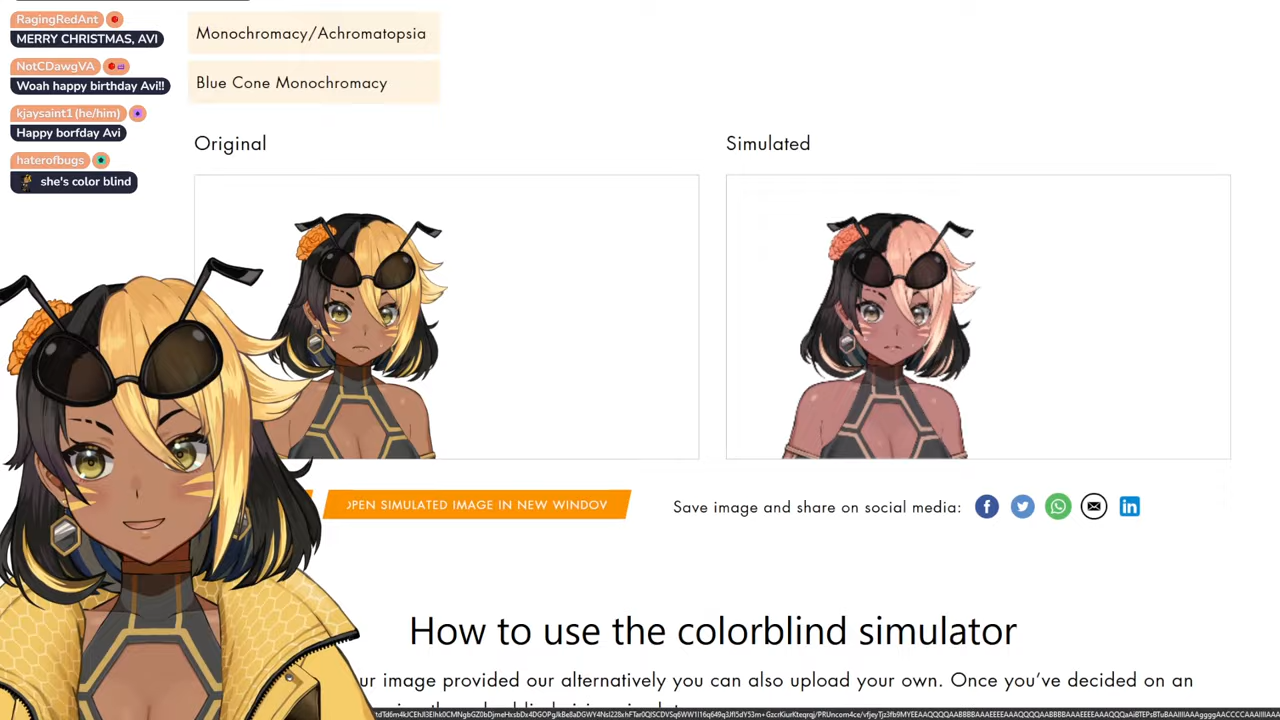 RagingRedAnt
MERRY CHRISTMAS, AVI
NotCDawgVA
Woah happy birthday Avi!!
kjaysaint1 (he/him)
Happy borfday Avi
haterofbugs
she's color blind
Monochromacy/Achromatopsia
Blue Cone Monochromacy
Original
Simulated
OPEN SIMULATED IMAGE IN NEW WINDOW
Save image and share on social media:
How to use the colorblind simulator
ur image provided our alternatively you can also upload your own. Once you've decided on an